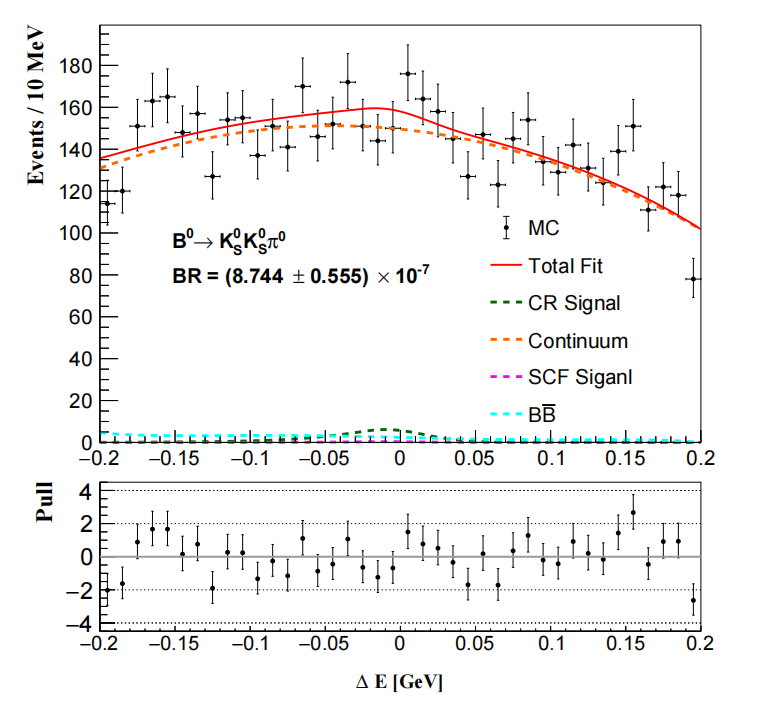 Events / 10 MeV
180
160
140
120
100
80
60
40
20
0
B⁰→ K⁰_S K⁰_S π⁰
BR = (8.744 ± 0.555) × 10⁻⁷
MC
Total Fit
CR Signal
Continuum
SCF Siganl
BB̅
−0.2 −0.15 −0.1 −0.05 0 0.05 0.1 0.15 0.2
Pull
4
2
0
−2
−4
−0.2 −0.15 −0.1 −0.05 0 0.05 0.1 0.15 0.2
Δ E [GeV]